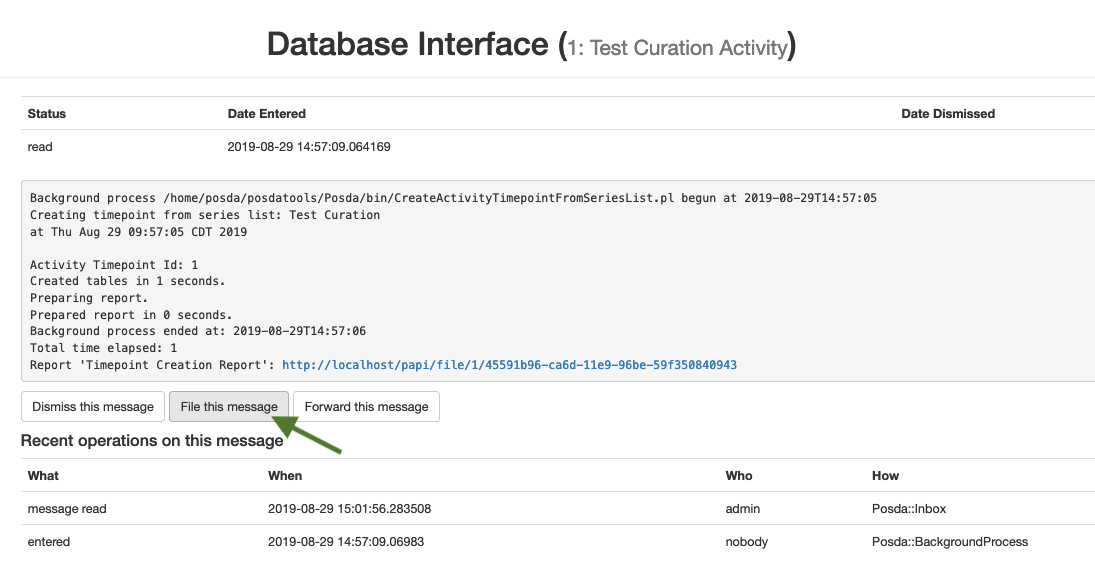 Database Interface (1: Test Curation Activity)
Status Date Entered Date Dismissed
read 2019-08-29 14:57:09.064169
Background process /home/posda/posdatools/Posda/bin/CreateActivityTimepointFromSeriesList.pl begun at 2019-08-29T14:57:05
Creating timepoint from series list: Test Curation
at Thu Aug 29 09:57:05 CDT 2019
Activity Timepoint Id: 1
Created tables in 1 seconds.
Preparing report.
Prepared report in 0 seconds.
Background process ended at: 2019-08-29T14:57:06
Total time elapsed: 1
Report 'Timepoint Creation Report': http://localhost/papi/file/1/45591b96-ca6d-11e9-96be-59f350840943
Dismiss this message File this message Forward this message
Recent operations on this message
What When Who How
message read 2019-08-29 15:01:56.283508 admin Posda::Inbox
entered 2019-08-29 14:57:09.06983 nobody Posda::BackgroundProcess